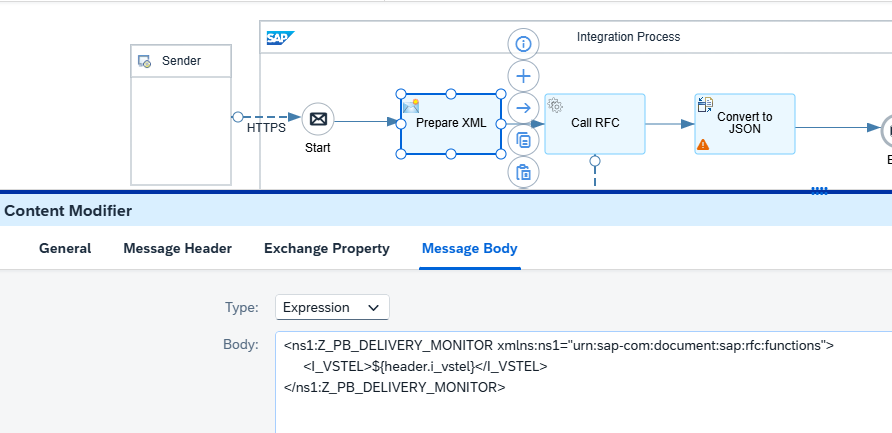 SAP
Integration Process
Sender
HTTPS
Start
Prepare XML
Call RFC
Convert to
JSON
E
Content Modifier
General
Message Header
Exchange Property
Message Body
Type:
Expression
Body:
<ns1:Z_PB_DELIVERY_MONITOR xmlns:ns1="urn:sap-com:document:sap:rfc:functions">
<I_VSTEL>${header.i_vstel}</I_VSTEL>
</ns1:Z_PB_DELIVERY_MONITOR>